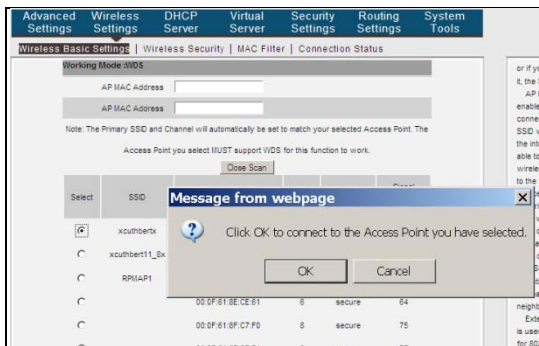 Advanced Settings Wireless Settings DHCP Server Virtual Server Security Settings Routing Settings System Tools
Wireless Basic Settings | Wireless Security | MAC Filter | Connection Status
Working Mode :WDS
AP MAC Address
AP MAC Address
Note: The Primary SSID and Channel will automatically be set to match your selected Access Point. The
Access Point you select MUST support WDS for this function to work.
Close Scan
Select SSID
Message from webpage
Click OK to connect to the Access Point you have selected.
OK Cancel
xcuthbertx
xcuthbert11_8x
RPMAP1
00:0F:61:8E:CE:61 6 secure 64
00:0F:61:8F:C7:F0 8 secure 75
or if yo
it, the
AP
enable
conne
SSID
the int
able to
wirele
to the
neighb
Exte
is used
for 80